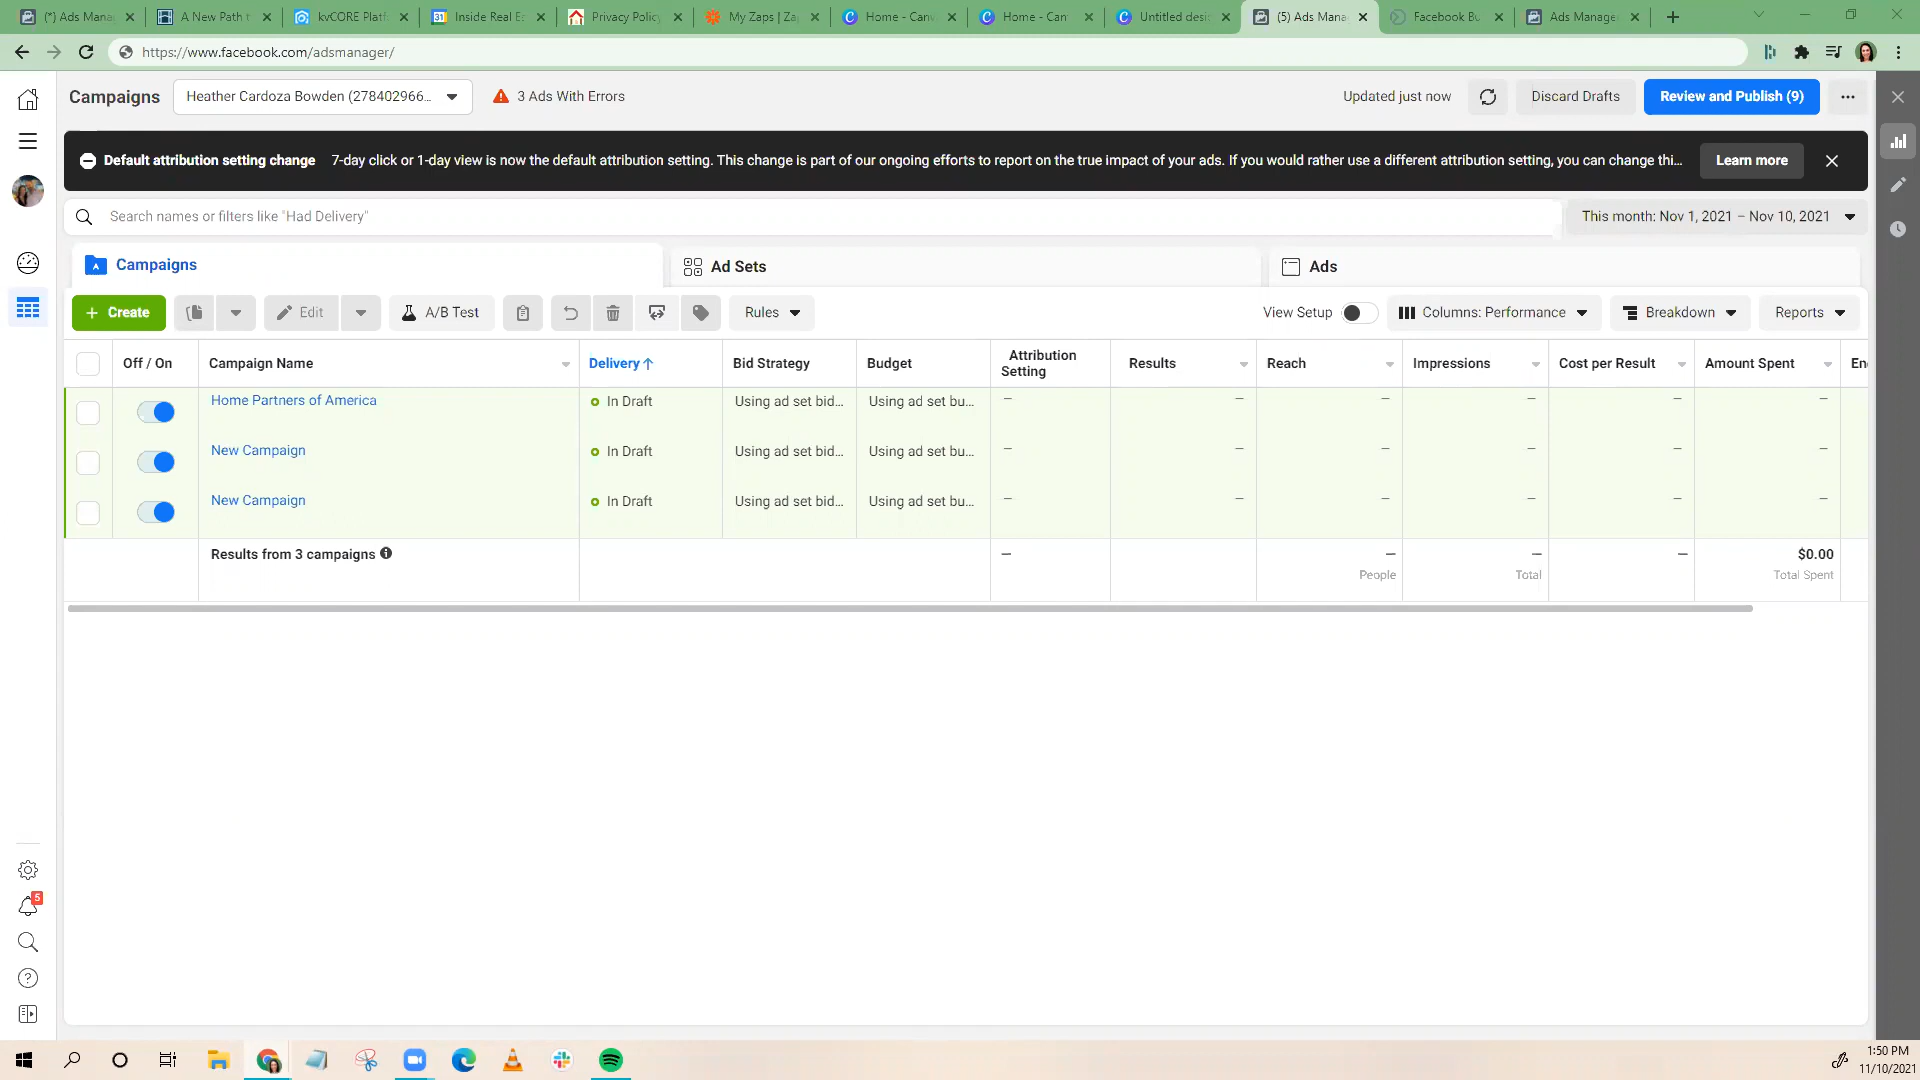 (*) Ads Mana
A New Path t
kvCORE Platf
31
Inside Real Es
Privacy Policy
My Zaps | Za
Home - Canv
Home - Can
Untitled desi
(5) Ads Mana
Facebook Bu
Ads Manage
https://www.facebook.com/adsmanager/
Campaigns
Heather Cardoza Bowden (278402966...
3 Ads With Errors
Updated just now
Discard Drafts
Review and Publish (9)
Default attribution setting change
7-day click or 1-day view is now the default attribution setting. This change is part of our ongoing efforts to report on the true impact of your ads. If you would rather use a different attribution setting, you can change thi...
Learn more
Search names or filters like "Had Delivery"
This month: Nov 1, 2021 – Nov 10, 2021
Campaigns
Ad Sets
Ads
+ Create
Edit
A/B Test
Rules
View Setup
Columns: Performance
Breakdown
Reports
Off / On
Campaign Name
Delivery ↑
Bid Strategy
Budget
Attribution
Setting
Results
Reach
Impressions
Cost per Result
Amount Spent
En
Home Partners of America
In Draft
Using ad set bid...
Using ad set bu...
—
—
—
—
—
—
New Campaign
In Draft
Using ad set bid...
Using ad set bu...
—
—
—
—
—
—
New Campaign
In Draft
Using ad set bid...
Using ad set bu...
—
—
—
—
—
—
Results from 3 campaigns
—
—
—
—
$0.00
People
Total
Total Spent
5
1:50 PM
11/10/2021